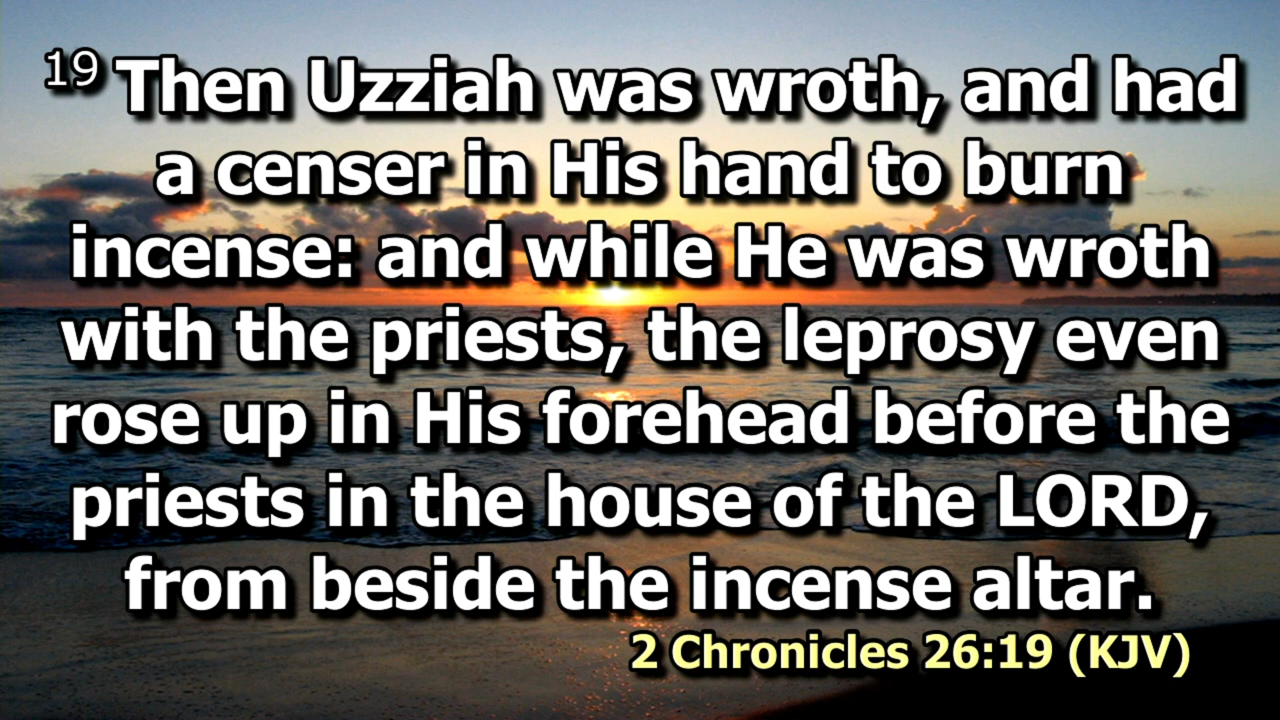 19 Then Uzziah was wroth, and had
a censer in His hand to burn
incense: and while He was wroth
with the priests, the leprosy even
rose up in His forehead before the
priests in the house of the LORD,
from beside the incense altar.
2 Chronicles 26:19 (KJV)